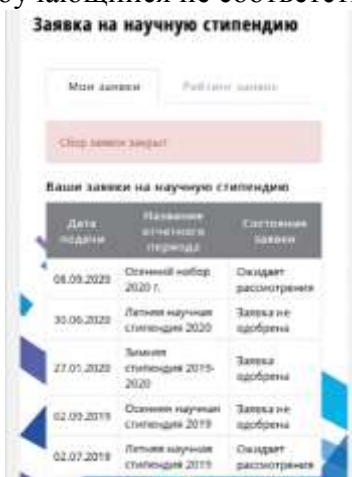 обучающийся не соответств
Заявка на научную стипендию
Мои заявки Рейтинг заявок
Сбор заявок закрыт
Ваши заявки на научную стипендию
Дата подачи Название отчетного периода Состояние заявки
08.09.2020 Осенний набор 2020 г. Ожидает рассмотрения
30.06.2020 Летняя научная стипендия 2020 Заявка не одобрена
27.01.2020 Зимняя стипендия 2019-2020 Заявка одобрена
02.09.2019 Осенняя научная стипендия 2019 Заявка не одобрена
02.07.2019 Летняя научная стипендия 2019 Ожидает рассмотрения